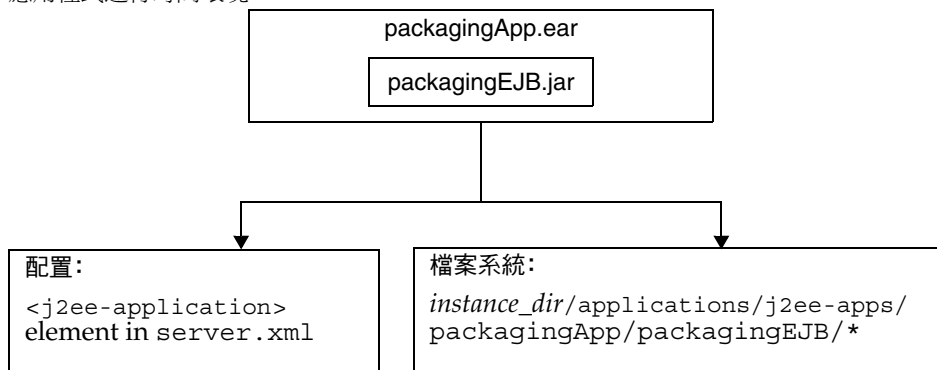 packagingApp.ear
packagingEJB.jar
配置：
<j2ee-application>
element in server.xml
檔案系統：
instance_dir/applications/j2ee-apps/
packagingApp/packagingEJB/*